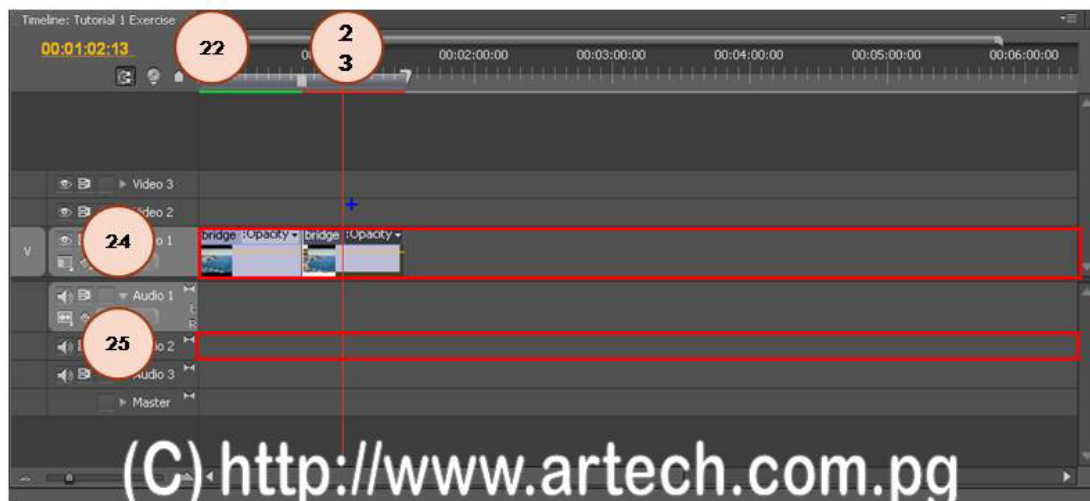 Timeline: Tutorial 1 Exercise
00:01:02:13
22
2
3
00:02:00:00
00:03:00:00
00:04:00:00
00:05:00:00
00:06:00:00
Video 3
24
bridge :Opacity
bridge :Opacity
V
Audio 1
L
R
25
Audio 3
Master
(C) http://www.artech.com.pg